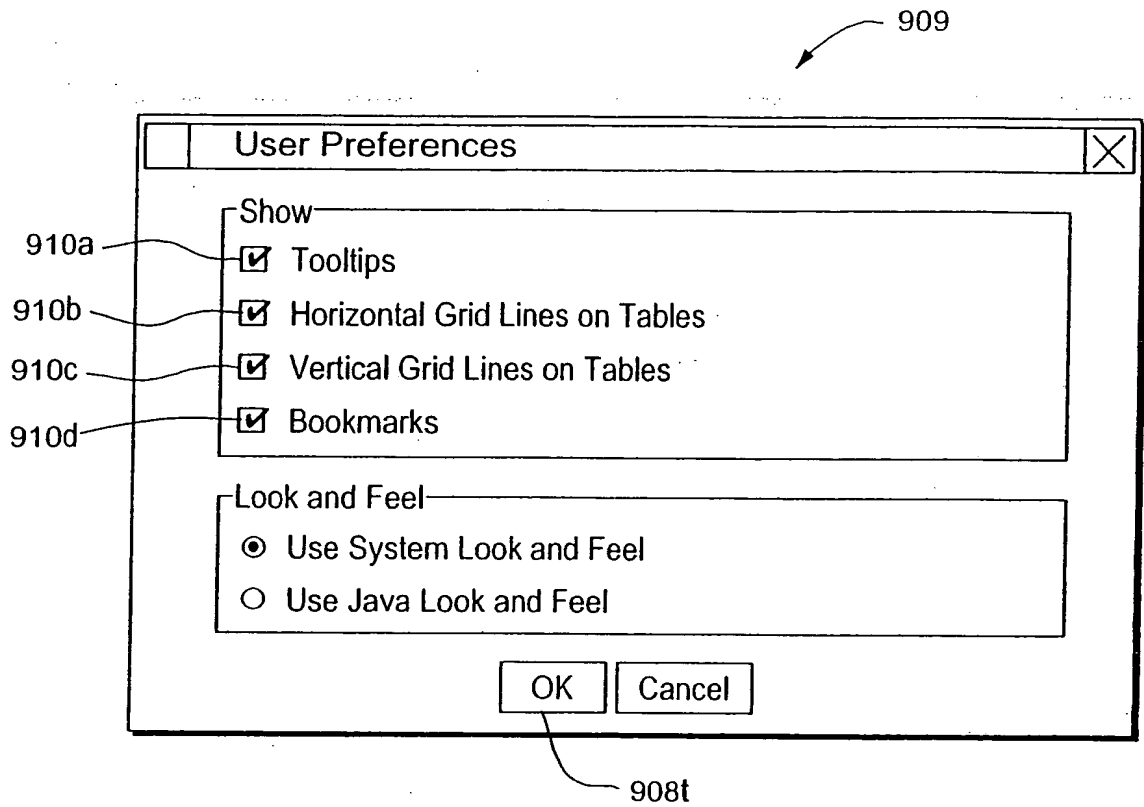 909
User Preferences
Show
910a
Tooltips
910b
Horizontal Grid Lines on Tables
910c
Vertical Grid Lines on Tables
910d
Bookmarks
Look and Feel
Use System Look and Feel
Use Java Look and Feel
OK
Cancel
908t